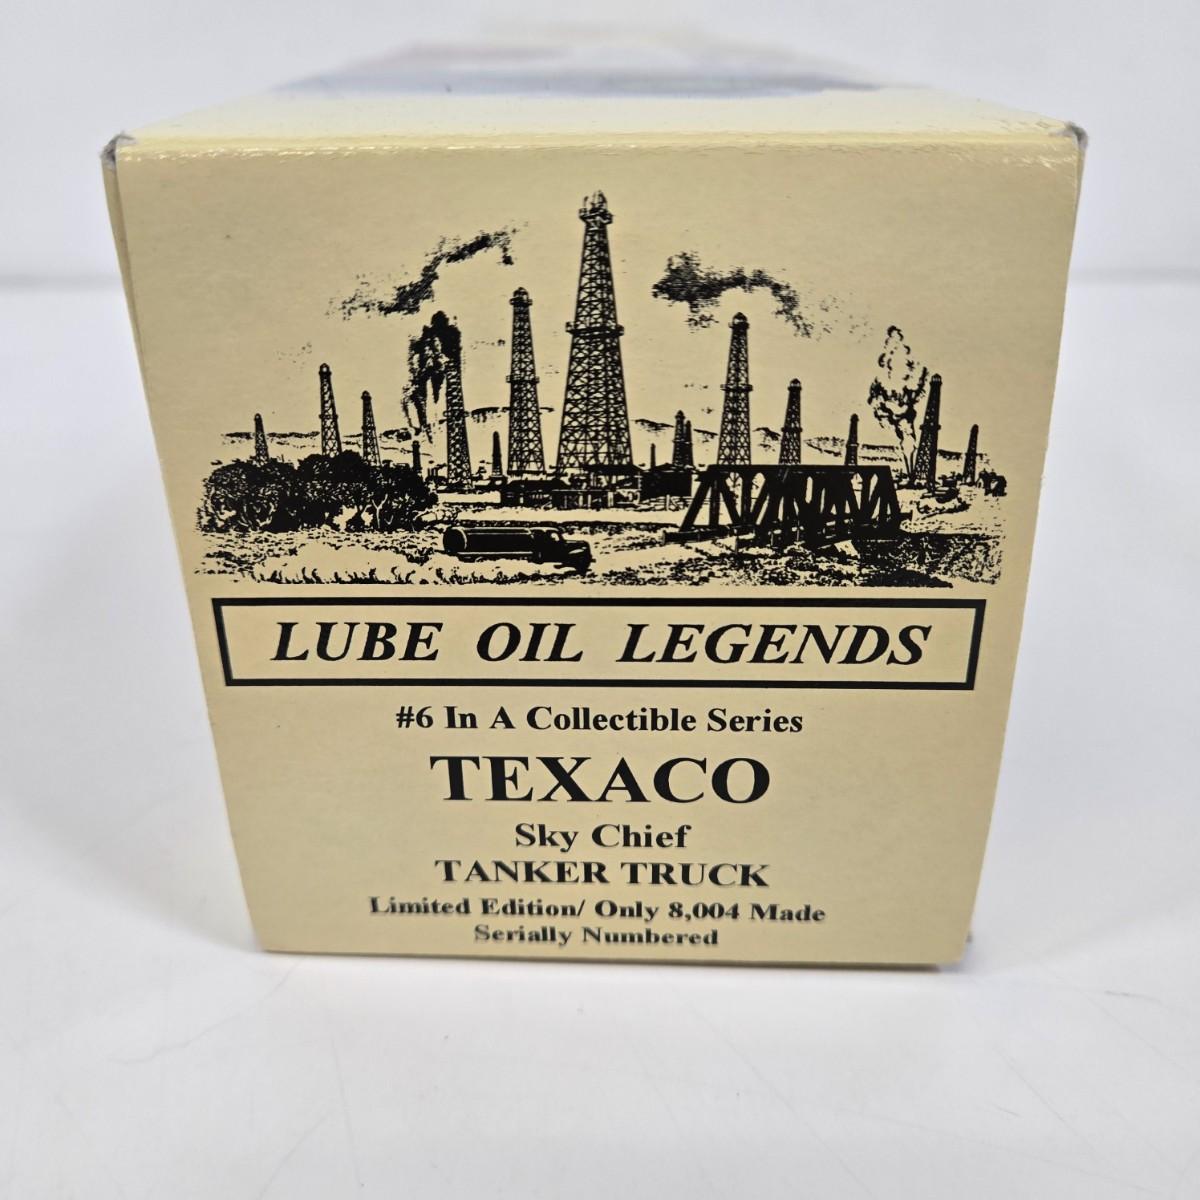 LUBE OIL LEGENDS
#6 In A Collectible Series
TEXACO
Sky Chief
TANKER TRUCK
Limited Edition/ Only 8,004 Made
Serially Numbered